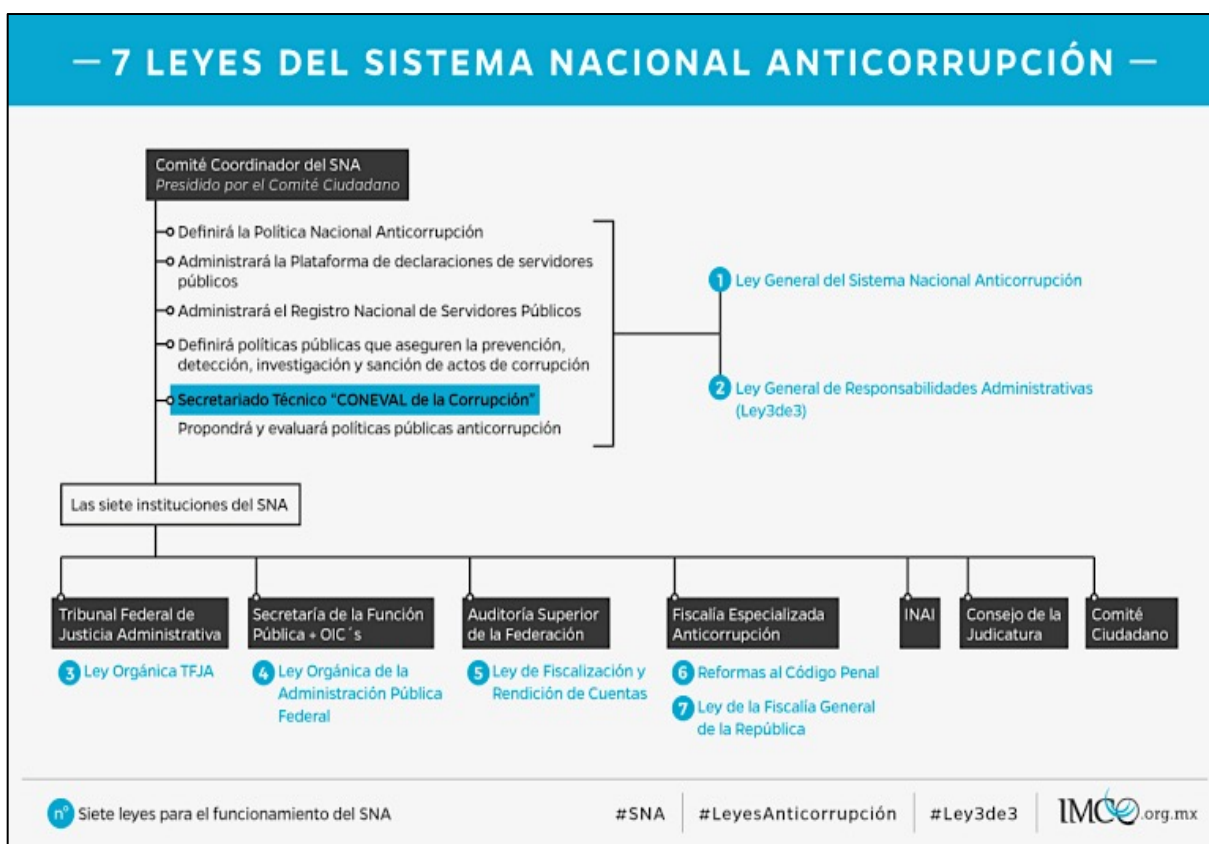 — 7 LEYES DEL SISTEMA NACIONAL ANTICORRUPCIÓN —
Comité Coordinador del SNA
Presidido por el Comité Ciudadano
Definirá la Política Nacional Anticorrupción
Administrará la Plataforma de declaraciones de servidores
públicos
Administrará el Registro Nacional de Servidores Públicos
Definirá políticas públicas que aseguren la prevención,
detección, investigación y sanción de actos de corrupción
Secretariado Técnico “CONEVAL de la Corrupción”
Propondrá y evaluará políticas públicas anticorrupción
1 Ley General del Sistema Nacional Anticorrupción
2 Ley General de Responsabilidades Administrativas
(Ley3de3)
Las siete instituciones del SNA
Tribunal Federal de
Justicia Administrativa
3 Ley Orgánica TFJA
Secretaría de la Función
Pública + OIC´s
4 Ley Orgánica de la
Administración Pública
Federal
Auditoría Superior
de la Federación
5 Ley de Fiscalización y
Rendición de Cuentas
Fiscalía Especializada
Anticorrupción
6 Reformas al Código Penal
7 Ley de la Fiscalía General
de la República
INAI
Consejo de la
Judicatura
Comité
Ciudadano
nº Siete leyes para el funcionamiento del SNA
#SNA
#LeyesAnticorrupción
#Ley3de3
IMCO.org.mx